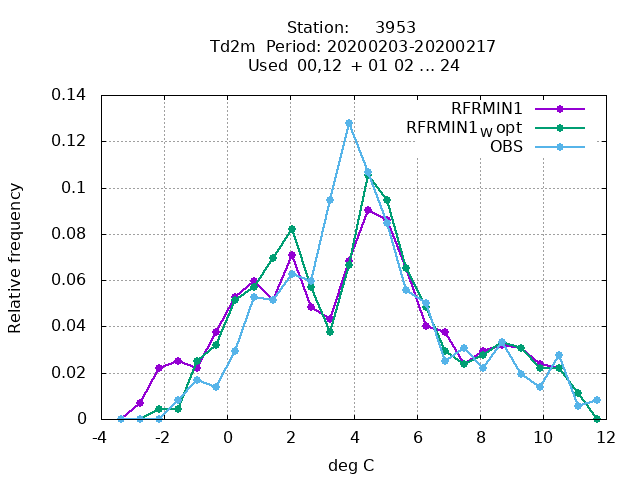 Station: 3953
Td2m Period: 20200203-20200217
Used 00,12 + 01 02 ... 24
RFRMIN1
RFRMIN1w opt
OBS
Relative frequency
0.14
0.12
0.1
0.08
0.06
0.04
0.02
0
-4 -2 0 2 4 6 8 10 12
deg C